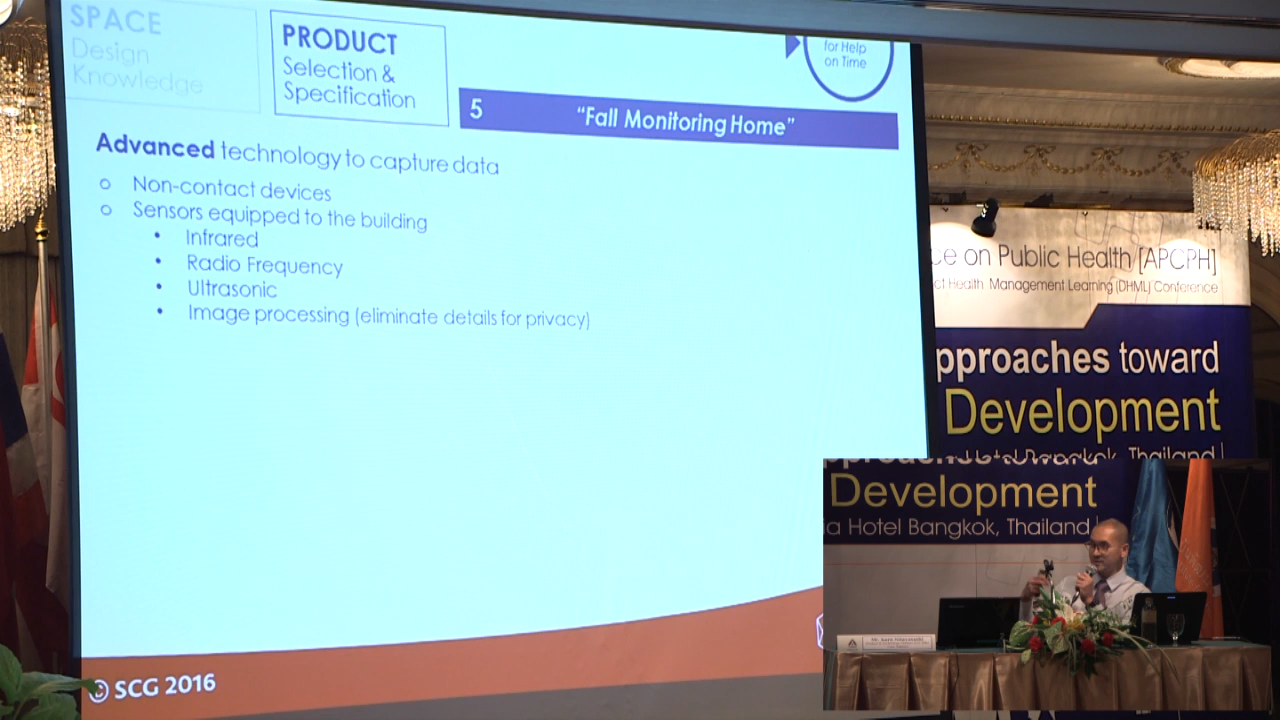 SPACE
Design
Knowledge
PRODUCT
Selection &
Specification
for Help
on Time
5 “Fall Monitoring Home”
Advanced technology to capture data
o Non-contact devices
o Sensors equipped to the building
• Infrared
• Radio Frequency
• Ultrasonic
• Image processing (eliminate details for privacy)
© SCG 2016
ce on Public Health [APCPH]
ct Health Management Learning (DHML) Conference
pproaches toward
Development
Thailand
Development
a Hotel Bangkok, Thailand